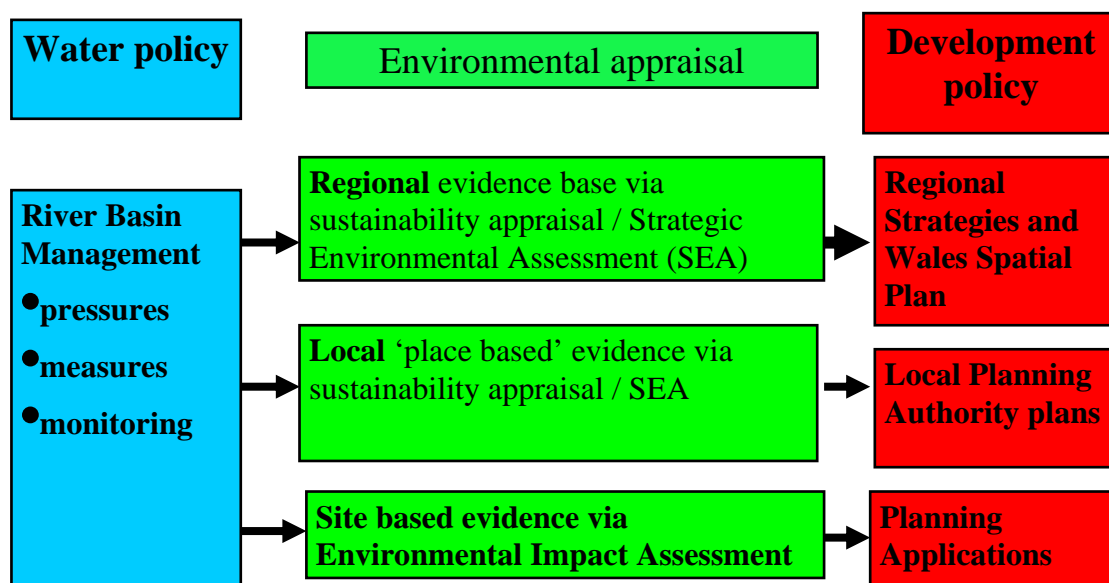 Water policy
Environmental appraisal
Development
policy
River Basin
Management
●pressures
●measures
●monitoring
Regional evidence base via
sustainability appraisal / Strategic
Environmental Assessment (SEA)
Regional
Strategies and
Wales Spatial
Plan
Local ‘place based’ evidence via
sustainability appraisal / SEA
Local Planning
Authority plans
Site based evidence via
Environmental Impact Assessment
Planning
Applications